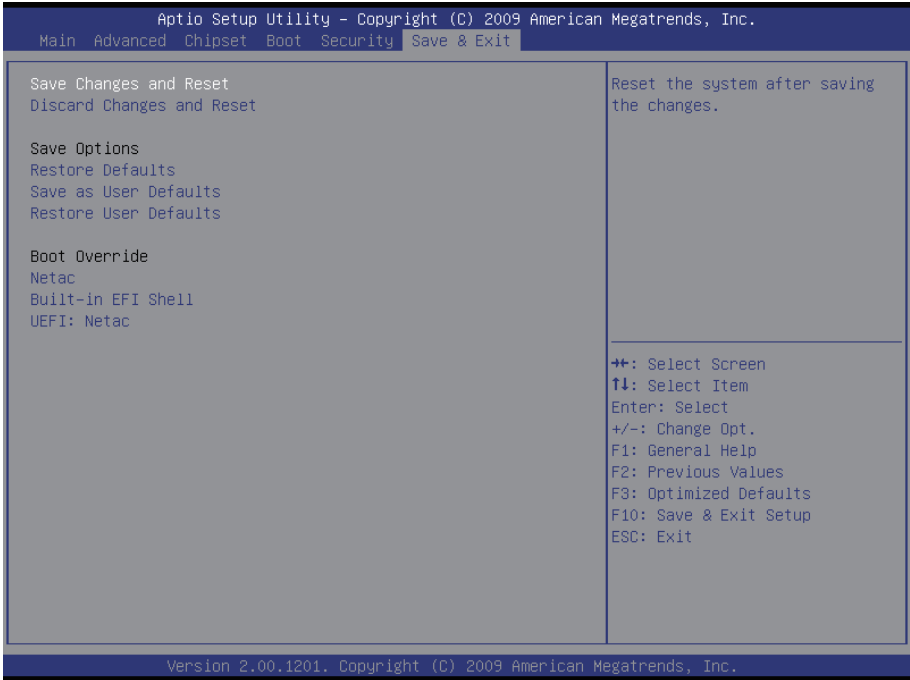 Aptio Setup Utility – Copyright (C) 2009 American Megatrends, Inc.
Main Advanced Chipset Boot Security Save & Exit
Save Changes and Reset
Discard Changes and Reset
Save Options
Restore Defaults
Save as User Defaults
Restore User Defaults
Boot Override
Netac
Built-in EFI Shell
UEFI: Netac
Reset the system after saving
the changes.
→←: Select Screen
↑↓: Select Item
Enter: Select
+/-: Change Opt.
F1: General Help
F2: Previous Values
F3: Optimized Defaults
F10: Save & Exit Setup
ESC: Exit
Version 2.00.1201. Copyright (C) 2009 American Megatrends, Inc.